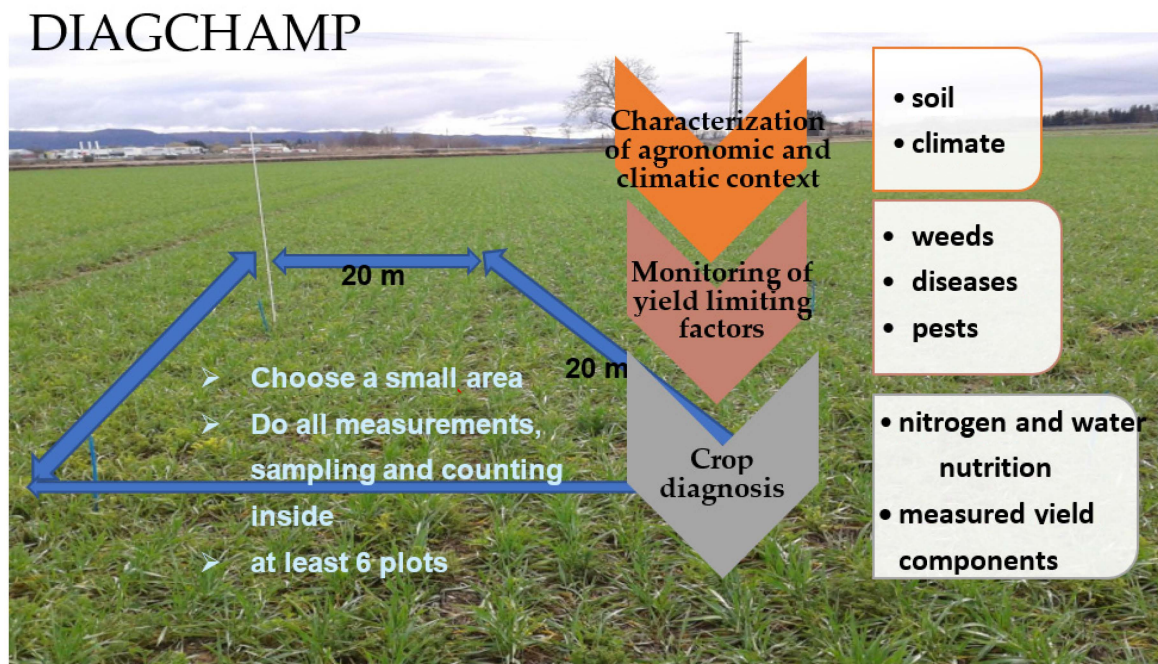 DIAGCHAMP
Characterization
of agronomic and
climatic context
• soil
• climate
Monitoring of
yield limiting
factors
• weeds
• diseases
• pests
20 m
20 m
➢ Choose a small area
➢ Do all measurements,
sampling and counting
inside
➢ at least 6 plots
Crop
diagnosis
• nitrogen and water
nutrition
• measured yield
components